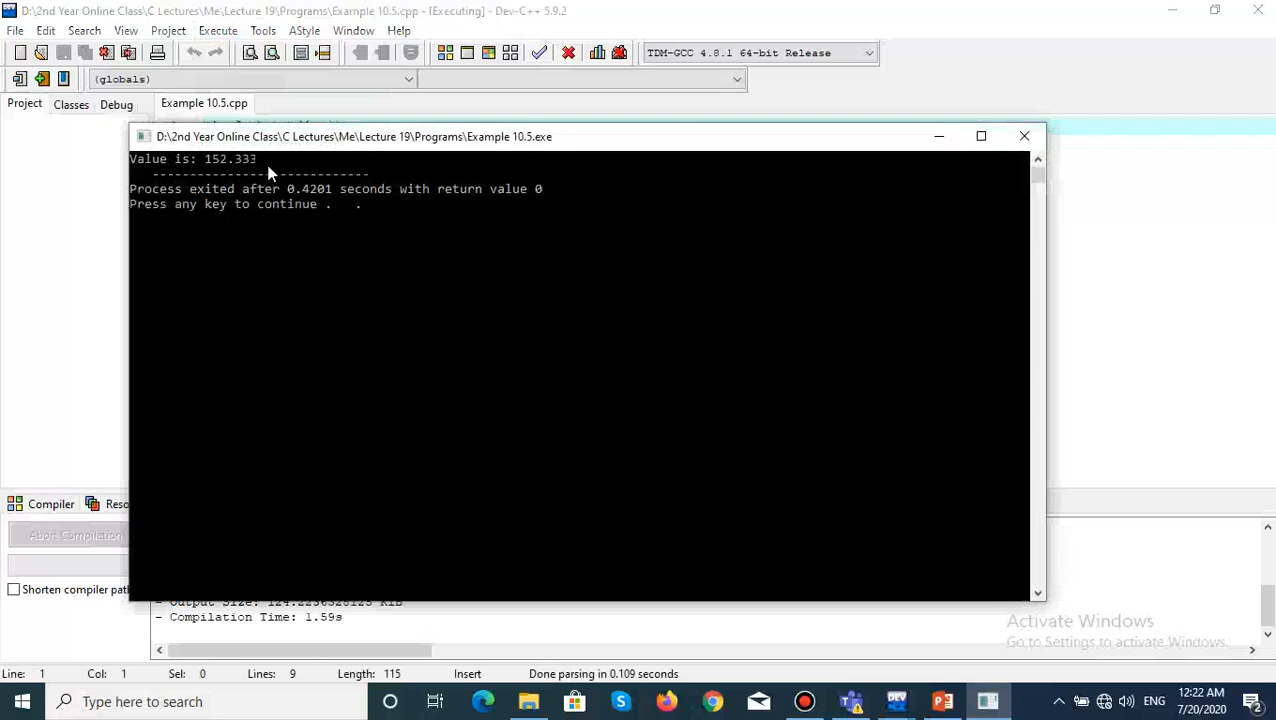 D:\2nd Year Online Class\C Lectures\Me\Lecture 19\Programs\Example 10.5.cpp - [Executing] - Dev-C++ 5.9.2
File Edit Search View Project Execute Tools AStyle Window Help
TDM-GCC 4.8.1 64-bit Release
(globals)
Project Classes Debug Example 10.5.cpp
D:\2nd Year Online Class\C Lectures\Me\Lecture 19\Programs\Example 10.5.exe
Value is: 152.333
-----------------------------
Process exited after 0.4201 seconds with return value 0
Press any key to continue . .
Compiler Reso
Abort Compilation
Shorten compiler path
- Output Size: 124.2236328125 KiB
- Compilation Time: 1.59s
Activate Windows
Go to Settings to activate Windows.
Line: 1 Col: 1 Sel: 0 Lines: 9 Length: 115 Insert Done parsing in 0.109 seconds
Type here to search
ENG
12:22 AM
7/20/2020
2